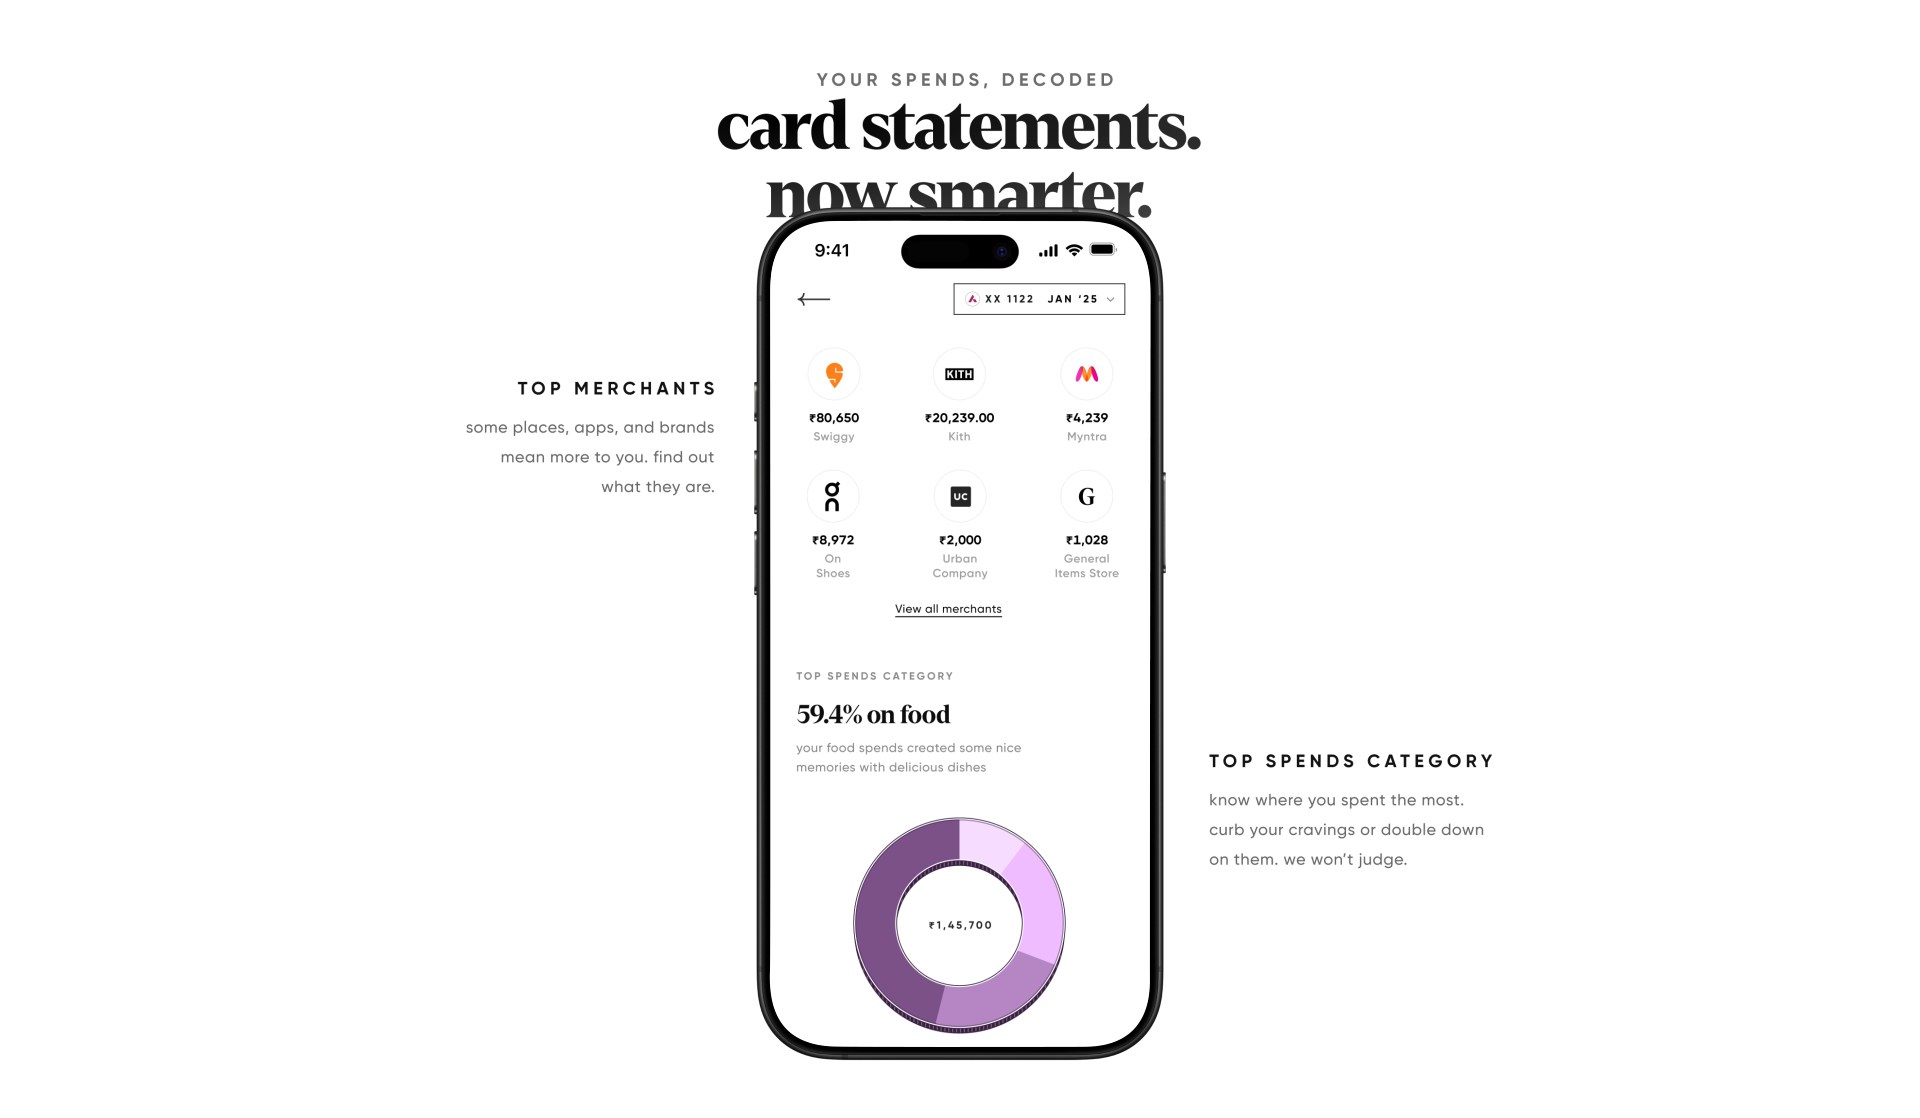 YOUR SPENDS, DECODED
card statements.
now smarter.
9:41
XX 1122 JAN ‘25
TOP MERCHANTS
some places, apps, and brands
mean more to you. find out
what they are.
KITH
₹80,650
Swiggy
₹20,239.00
Kith
₹4,239
Myntra
UC
G
₹8,972
On
Shoes
₹2,000
Urban
Company
₹1,028
General
Items Store
View all merchants
TOP SPENDS CATEGORY
59.4% on food
your food spends created some nice
memories with delicious dishes
₹1,45,700
TOP SPENDS CATEGORY
know where you spent the most.
curb your cravings or double down
on them. we won’t judge.